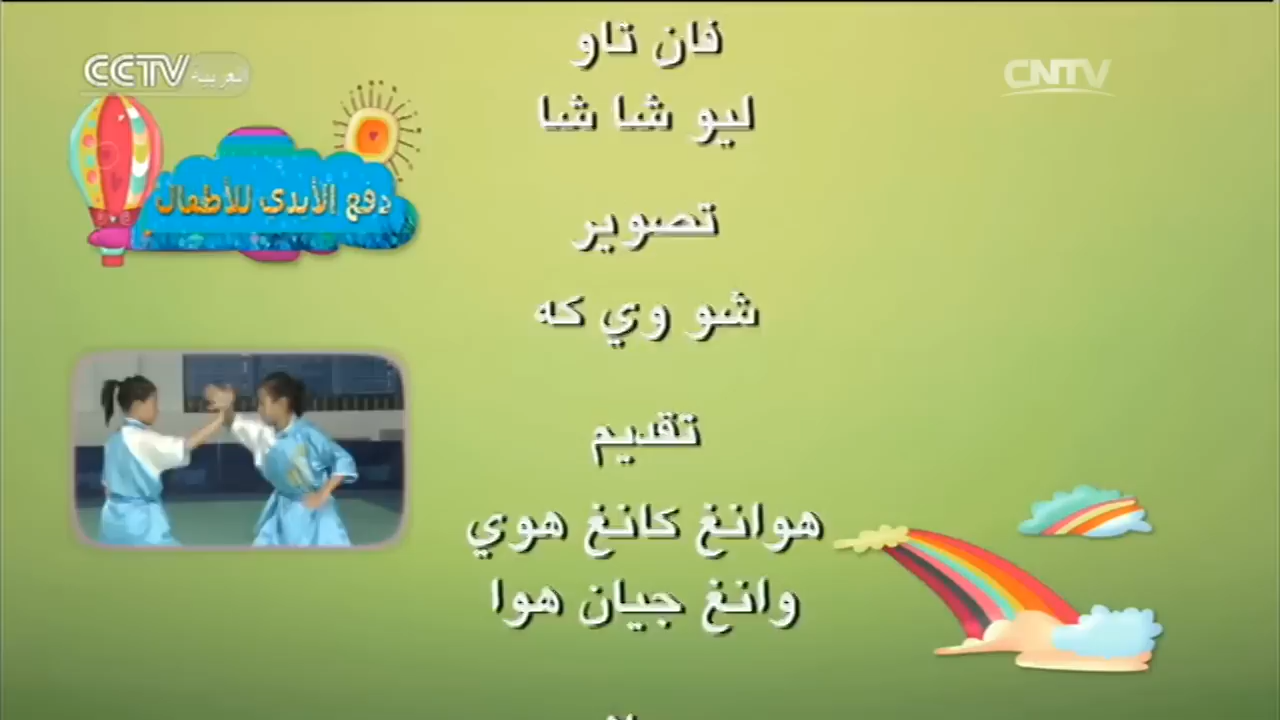 فان تاو
CCTV العربية
CNTV
ليو شا شا
دفع الأيدي للأطفال
تصوير
شو وي كه
تقديم
هوانغ كانغ هوي
وانغ جيان هوا